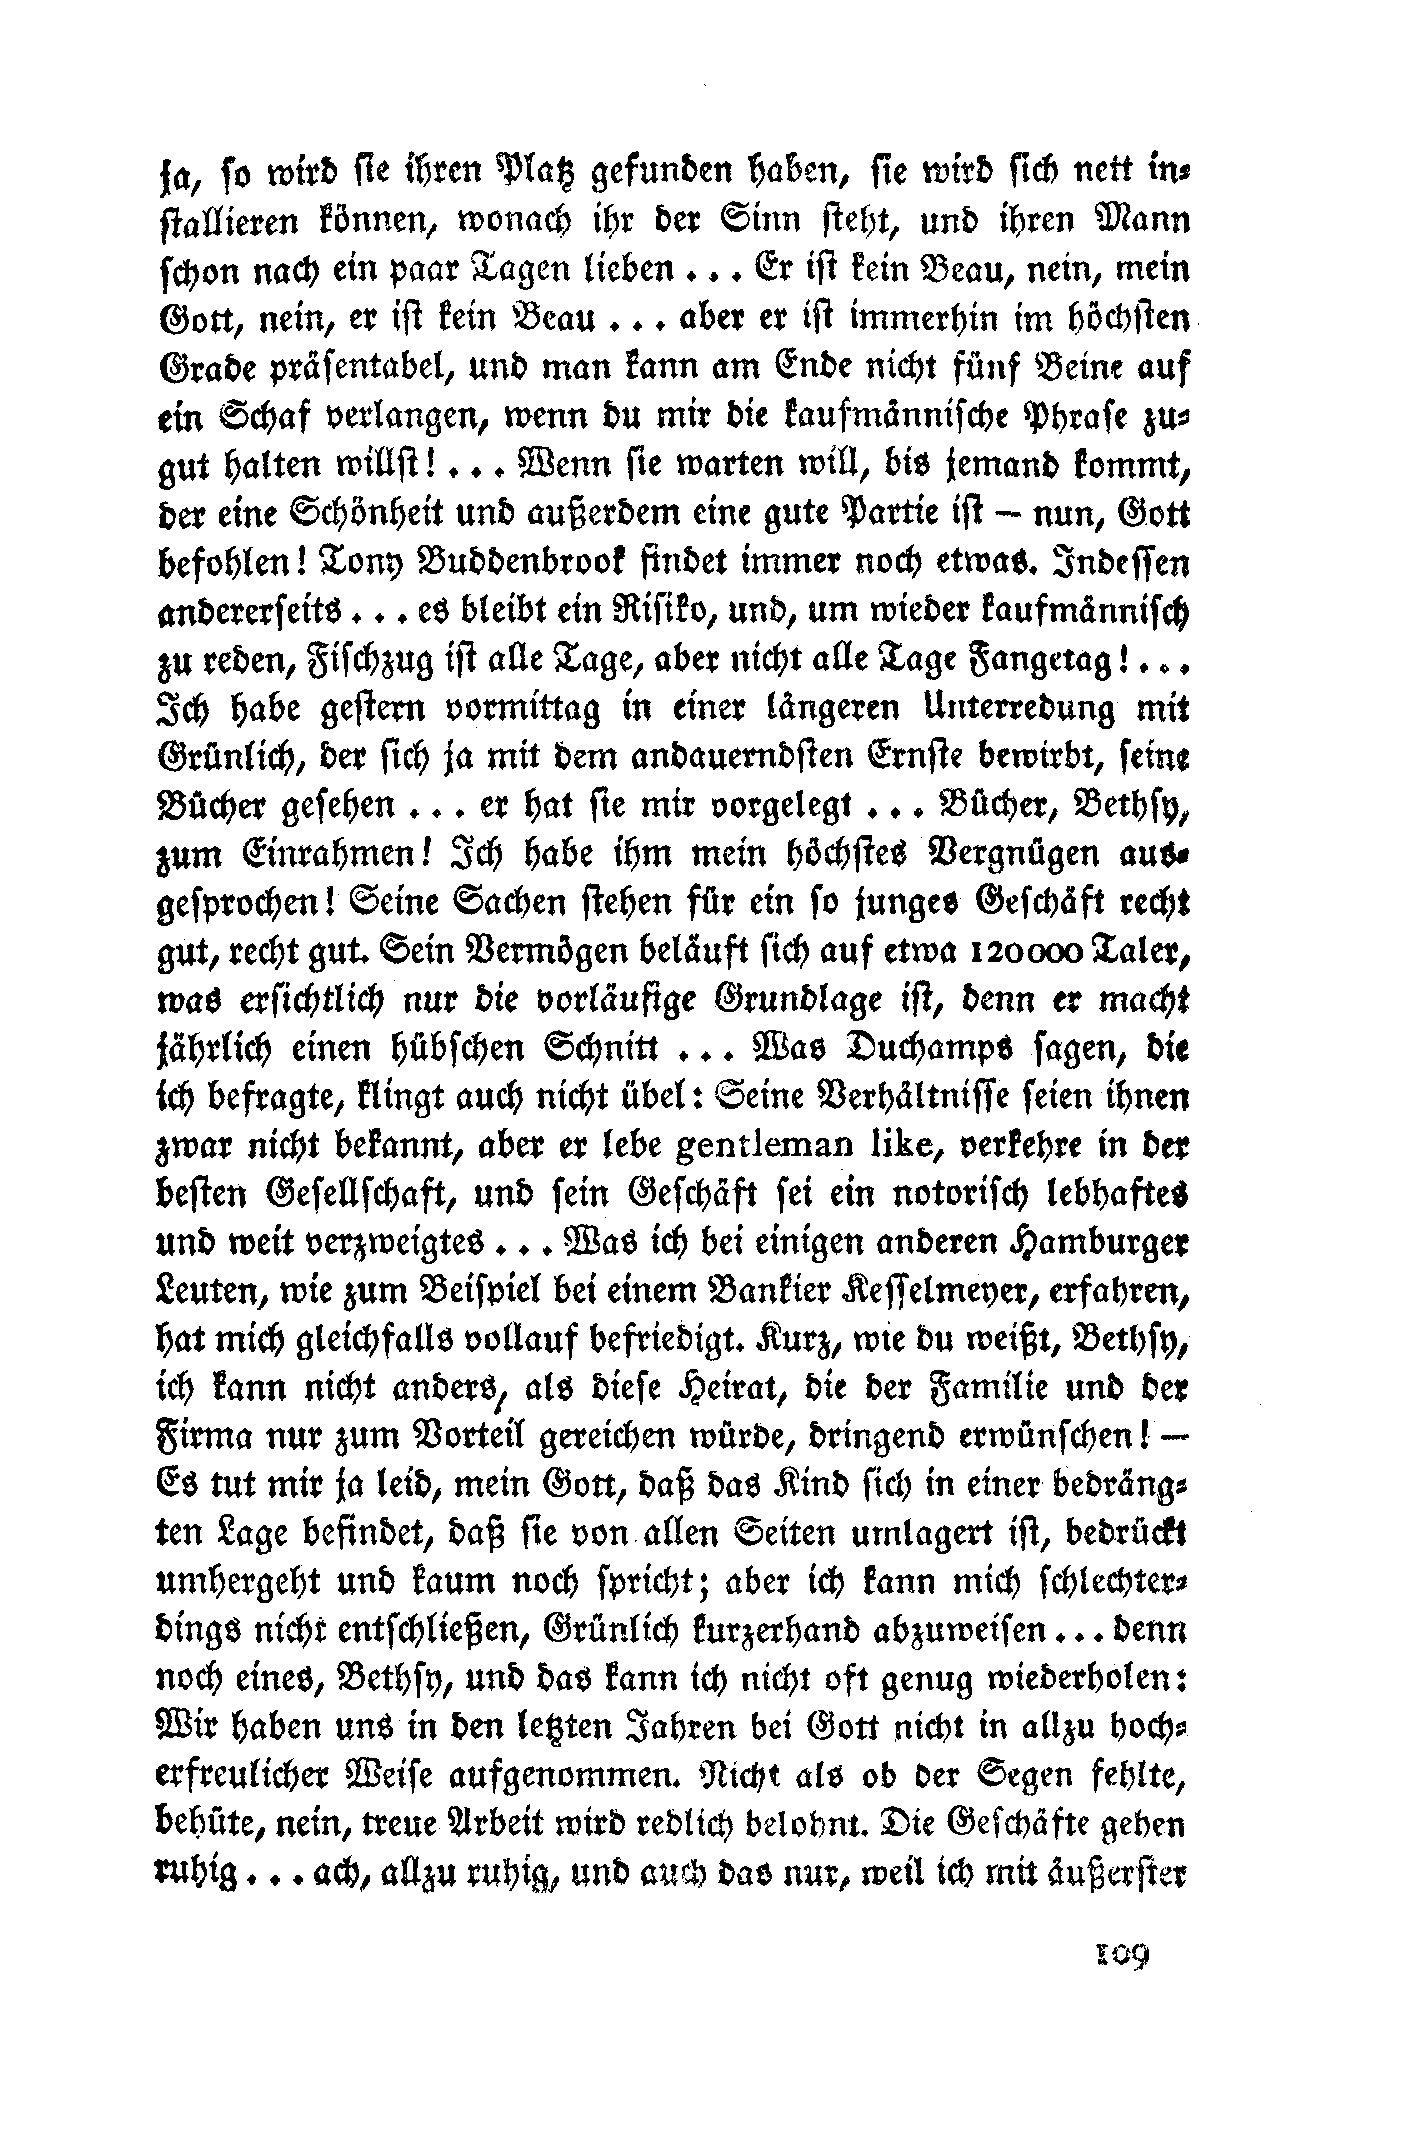 ja, so wird sie ihren Platz gefunden haben, sie wird sich nett in-
stallieren können, wonach ihr der Sinn steht, und ihren Mann
schon nach ein paar Tagen lieben . . . Er ist kein Beau, nein, mein
Gott, nein, er ist kein Beau . . . aber er ist immerhin im höchsten
Grade präsentabel, und man kann am Ende nicht fünf Beine auf
ein Schaf verlangen, wenn du mir die kaufmännische Phrase zu-
gut halten willst! . . . Wenn sie warten will, bis jemand kommt,
der eine Schönheit und außerdem eine gute Partie ist – nun, Gott
befohlen! Tony Buddenbrook findet immer noch etwas. Indessen
andererseits . . . es bleibt ein Risiko, und, um wieder kaufmännisch
zu reden, Fischzug ist alle Tage, aber nicht alle Tage Fangetag! . . .
Ich habe gestern vormittag in einer längeren Unterredung mit
Grünlich, der sich ja mit dem andauerndsten Ernste bewirbt, seine
Bücher gesehen . . . er hat sie mir vorgelegt . . . Bücher, Bethsy,
zum Einrahmen! Ich habe ihm mein höchstes Vergnügen aus-
gesprochen! Seine Sachen stehen für ein so junges Geschäft recht
gut, recht gut. Sein Vermögen beläuft sich auf etwa 120000 Taler,
was ersichtlich nur die vorläufige Grundlage ist, denn er macht
jährlich einen hübschen Schnitt . . . Was Duchamps sagen, die
ich befragte, klingt auch nicht übel: Seine Verhältnisse seien ihnen
zwar nicht bekannt, aber er lebe gentleman like, verkehre in der
besten Gesellschaft, und sein Geschäft sei ein notorisch lebhaftes
und weit verzweigtes . . . Was ich bei einigen anderen Hamburger
Leuten, wie zum Beispiel bei einem Bankier Kesselmeyer, erfahren,
hat mich gleichfalls vollauf befriedigt. Kurz, wie du weißt, Bethsy,
ich kann nicht anders, als diese Heirat, die der Familie und der
Firma nur zum Vorteil gereichen würde, dringend erwünschen! –
Es tut mir ja leid, mein Gott, daß das Kind sich in einer bedräng-
ten Lage befindet, daß sie von allen Seiten umlagert ist, bedrückt
umhergeht und kaum noch spricht; aber ich kann mich schlechter-
dings nicht entschließen, Grünlich kurzerhand abzuweisen . . . denn
noch eines, Bethsy, und das kann ich nicht oft genug wiederholen:
Wir haben uns in den letzten Jahren bei Gott nicht in allzu hoch-
erfreulicher Weise aufgenommen. Nicht als ob der Segen fehlte,
behüte, nein, treue Arbeit wird redlich belohnt. Die Geschäfte gehen
ruhig . . . ach, allzu ruhig, und auch das nur, weil ich mit äußerster
109